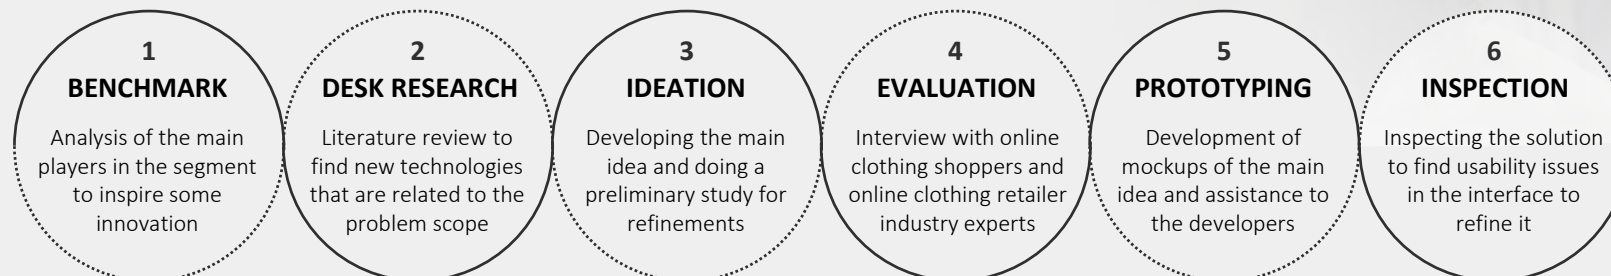 1
BENCHMARK
Analysis of the main
players in the segment
to inspire some
innovation
2
DESK RESEARCH
Literature review to
find new technologies
that are related to the
problem scope
3
IDEATION
Developing the main
idea and doing a
preliminary study for
refinements
4
EVALUATION
Interview with online
clothing shoppers and
online clothing retailer
industry experts
5
PROTOTYPING
Development of
mockups of the main
idea and assistance to
the developers
6
INSPECTION
Inspecting the solution
to find usability issues
in the interface to
refine it